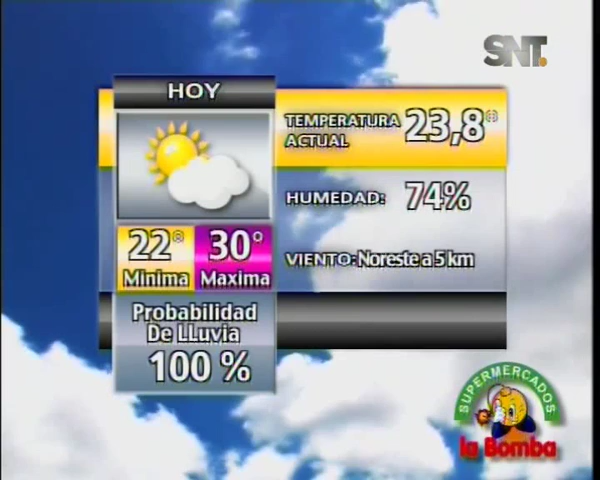 SNT.
HOY
TEMPERATURA
ACTUAL
23,8°
HUMEDAD: 74%
VIENTO: Noreste a 5 km
22° 30°
Minima Maxima
Probabilidad
De LLuvia
100 %
SUPERMERCADOS
la Bomba